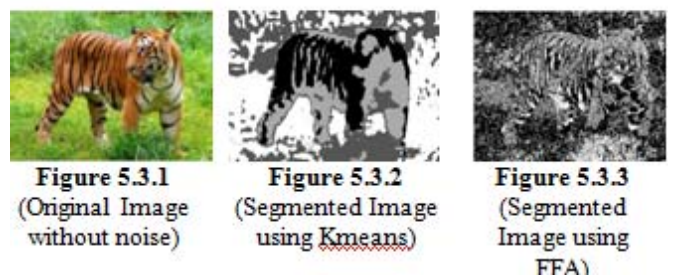 Figure 5.3.1
(Original Image
without noise)
Figure 5.3.2
(Segmented Image
using Kmeans)
Figure 5.3.3
(Segmented
Image using
FFA)